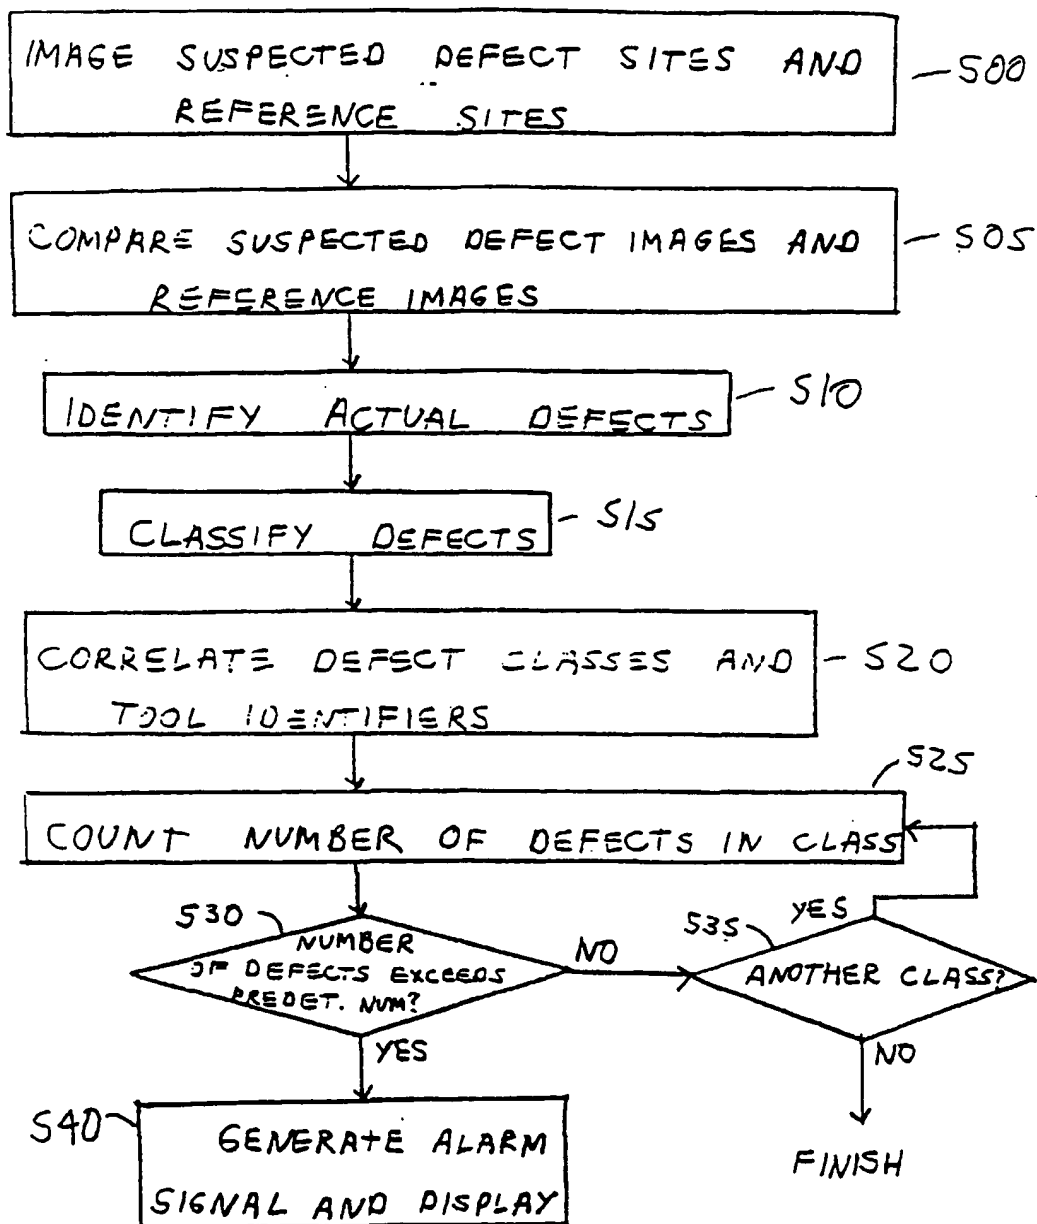 IMAGE SUSPECTED DEFECT SITES AND
REFERENCE SITES
500
COMPARE SUSPECTED DEFECT IMAGES AND
REFERENCE IMAGES
505
IDENTIFY ACTUAL DEFECTS
510
CLASSIFY DEFECTS
515
CORRELATE DEFECT CLASSES AND
TOOL IDENTIFIERS
520
525
COUNT NUMBER OF DEFECTS IN CLASS
530
NUMBER
OF DEFECTS EXCEEDS
PREDET. NUM?
NO
YES
535
YES
ANOTHER CLASS?
NO
FINISH
540
GENERATE ALARM
SIGNAL AND DISPLAY